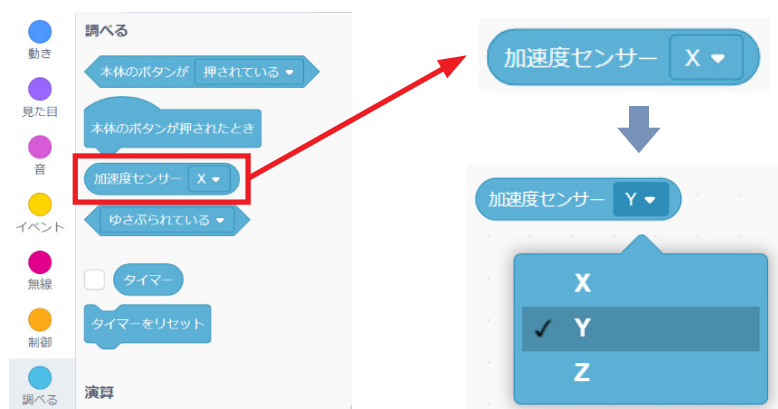 動き
見た目
音
イベント
無線
制御
調べる
調べる
本体のボタンが 押されている
本体のボタンが押されたとき
加速度センサー X
ゆさぶられている
タイマー
タイマーをリセット
演算
加速度センサー X
加速度センサー Y
X
✓ Y
Z